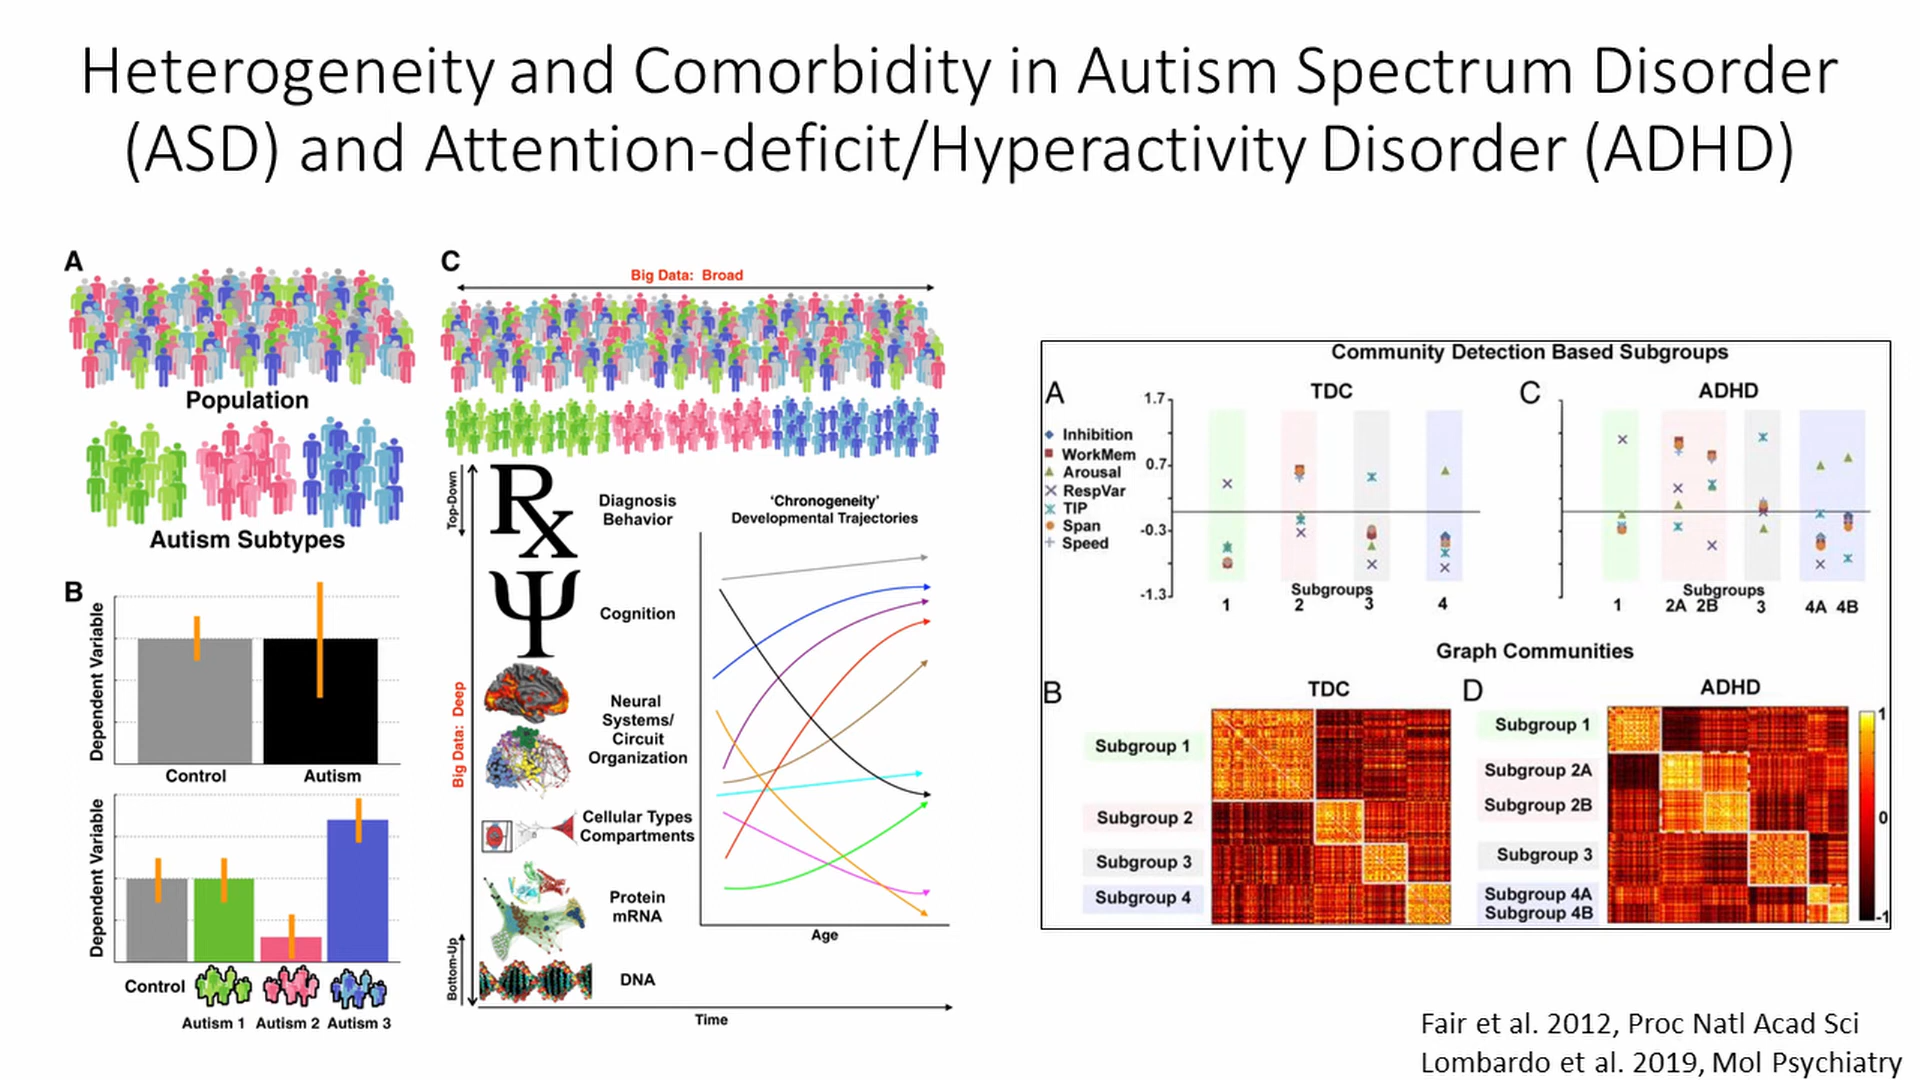 Heterogeneity and Comorbidity in Autism Spectrum Disorder
(ASD) and Attention-deficit/Hyperactivity Disorder (ADHD)
A
Population
Autism Subtypes
B
Dependent Variable
Control
Autism
Dependent Variable
Control
Autism 1
Autism 2
Autism 3
C
Big Data: Broad
Top-Down
Big Data: Deep
Bottom-Up
Diagnosis
Behavior
Cognition
Neural
Systems/
Circuit
Organization
Cellular Types
Compartments
Protein
mRNA
DNA
‘Chronogeneity’
Developmental Trajectories
Age
Time
Community Detection Based Subgroups
A
TDC
Inhibition
WorkMem
Arousal
RespVar
TIP
Span
Speed
1.7
0.7
-0.3
-1.3
Subgroups
1
2
3
4
C
ADHD
Subgroups
1
2A
2B
3
4A
4B
Graph Communities
B
TDC
Subgroup 1
Subgroup 2
Subgroup 3
Subgroup 4
D
ADHD
Subgroup 1
Subgroup 2A
Subgroup 2B
Subgroup 3
Subgroup 4A
Subgroup 4B
1
0
-1
Fair et al. 2012, Proc Natl Acad Sci
Lombardo et al. 2019, Mol Psychiatry